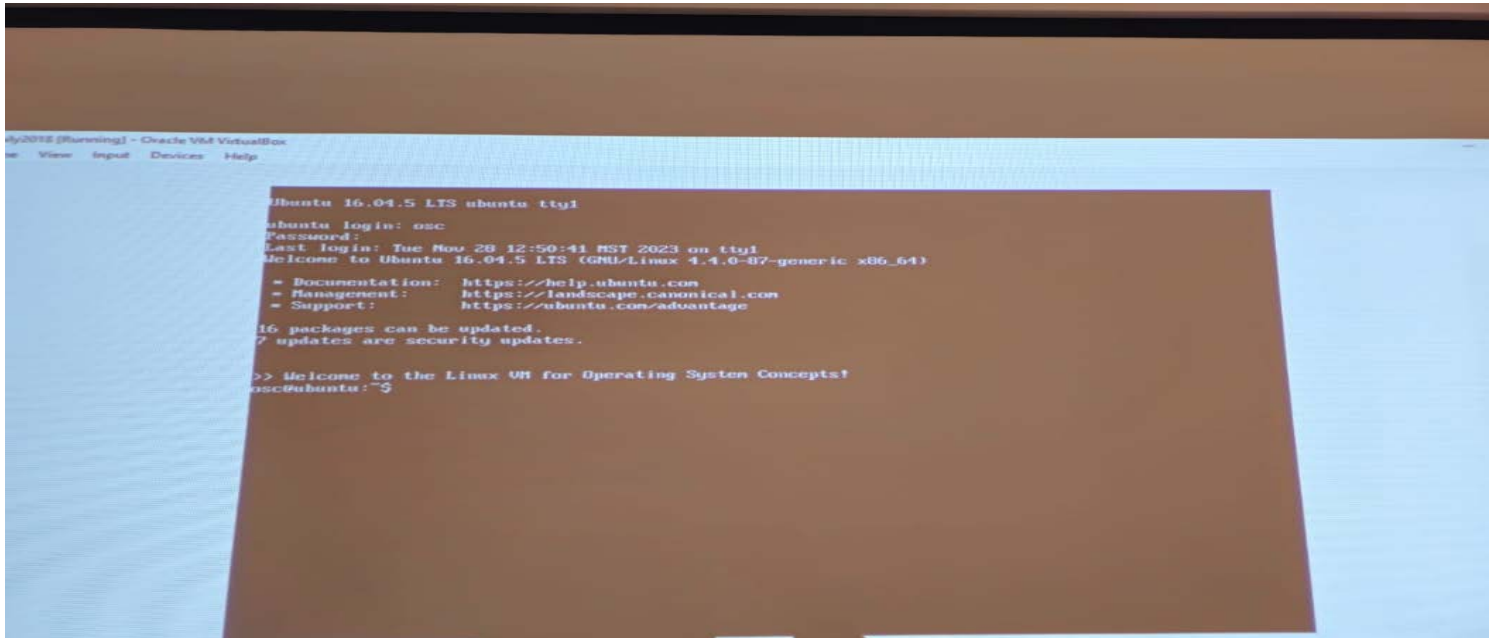 [Running] - Oracle VM VirtualBox
View Input Devices Help
Ubuntu 16.04.5 LTS ubuntu tty1
ubuntu login: osc
Password:
Last login: Tue Nov 28 12:50:41 MST 2023 on tty1
Welcome to Ubuntu 16.04.5 LTS (GNU/Linux 4.4.0-87-generic x86_64)
* Documentation: https://help.ubuntu.com
* Management: https://landscape.canonical.com
* Support: https://ubuntu.com/advantage
16 packages can be updated.
7 updates are security updates.
>> Welcome to the Linux VM for Operating System Concepts!
osc@ubuntu:~$